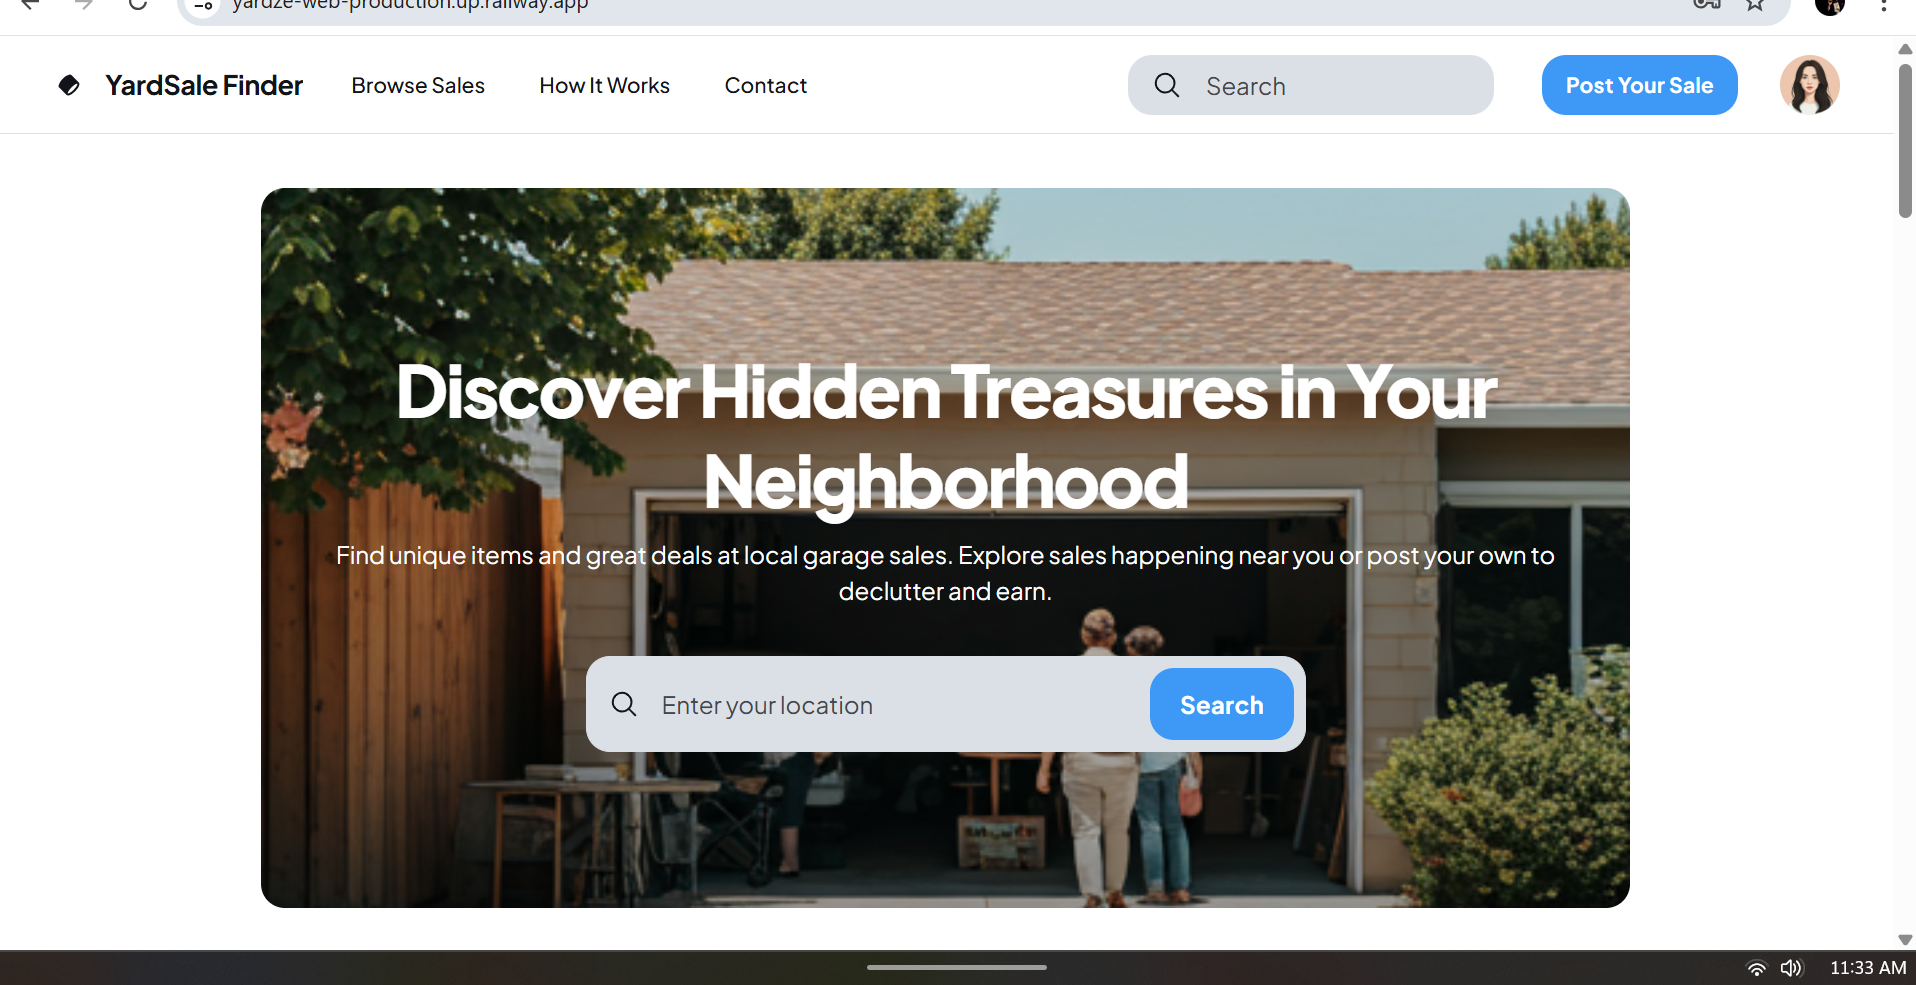 yardze-web-production.up.railway.app
YardSale Finder
Browse Sales
How It Works
Contact
Search
Post Your Sale
Discover Hidden Treasures in Your
Neighborhood
Find unique items and great deals at local garage sales. Explore sales happening near you or post your own to
declutter and earn.
Enter your location
Search
11:33 AM